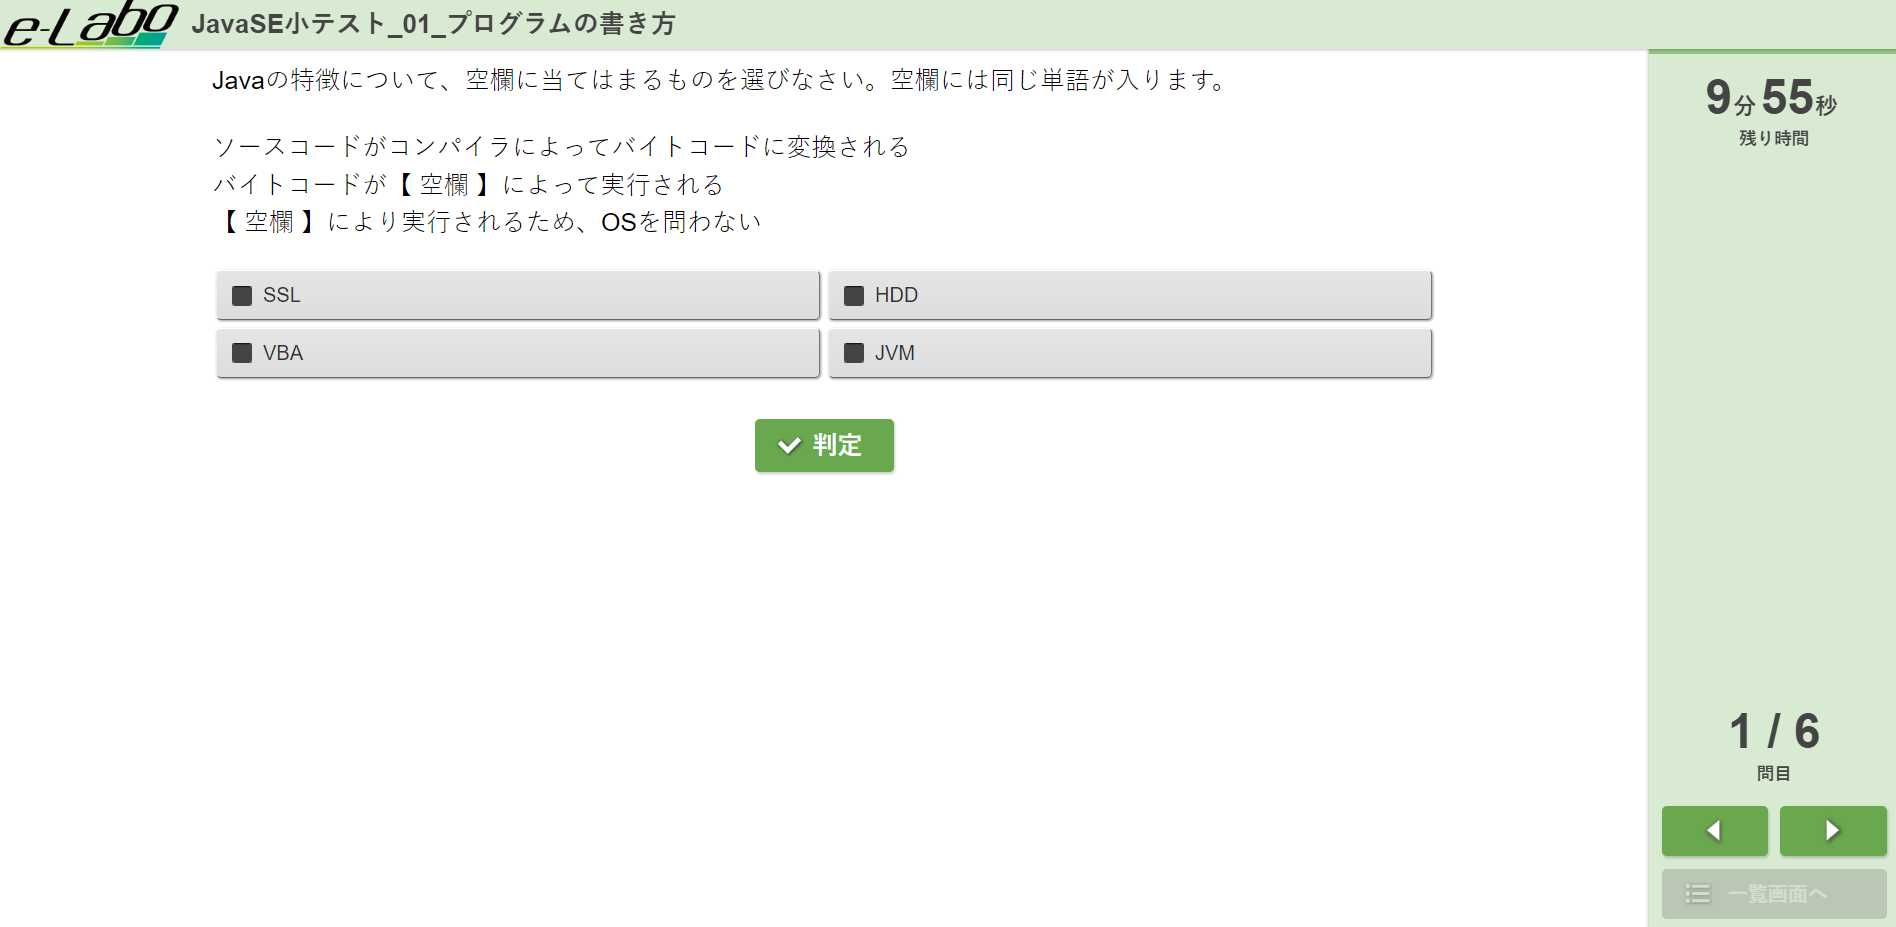 e-Labo JavaSE小テスト_01_プログラムの書き方
9分55秒
残り時間
Javaの特徴について、空欄に当てはまるものを選びなさい。空欄には同じ単語が入ります。
ソースコードがコンパイラによってバイトコードに変換される
バイトコードが【 空欄 】によって実行される
【 空欄 】により実行されるため、OSを問わない
SSL
HDD
VBA
JVM
判定
1 / 6
問目
一覧画面へ